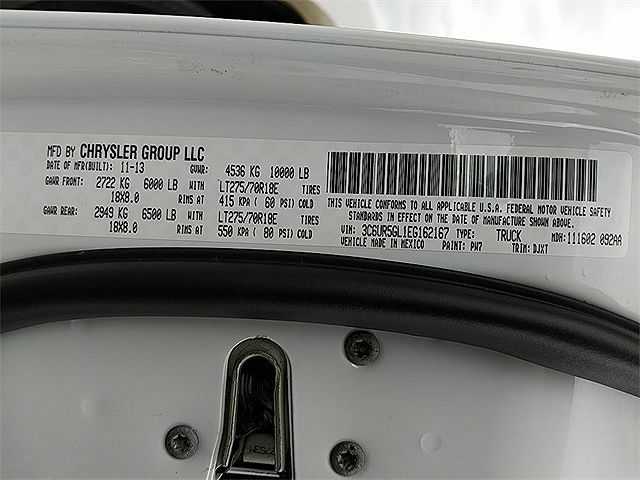 MFD BY CHRYSLER GROUP LLC
DATE OF MFR(BUILT): 11-13 GVWR: 4536 KG 10000 LB
GAWR FRONT: 2722 KG 6000 LB WITH LT275/70R18E TIRES
18X8.0 RIMS AT 415 KPA ( 60 PSI) COLD
GAWR REAR: 2949 KG 6500 LB WITH LT275/70R18E TIRES
18X8.0 RIMS AT 550 KPA ( 80 PSI) COLD
THIS VEHICLE CONFORMS TO ALL APPLICABLE U.S.A. FEDERAL MOTOR VEHICLE SAFETY
STANDARDS IN EFFECT ON THE DATE OF MANUFACTURE SHOWN ABOVE.
VIN: 3C6UR5GL1EG162167 TYPE: TRUCK MDH: 111602 092AA
VEHICLE MADE IN MEXICO PAINT: PW7 TRIM: DJXT